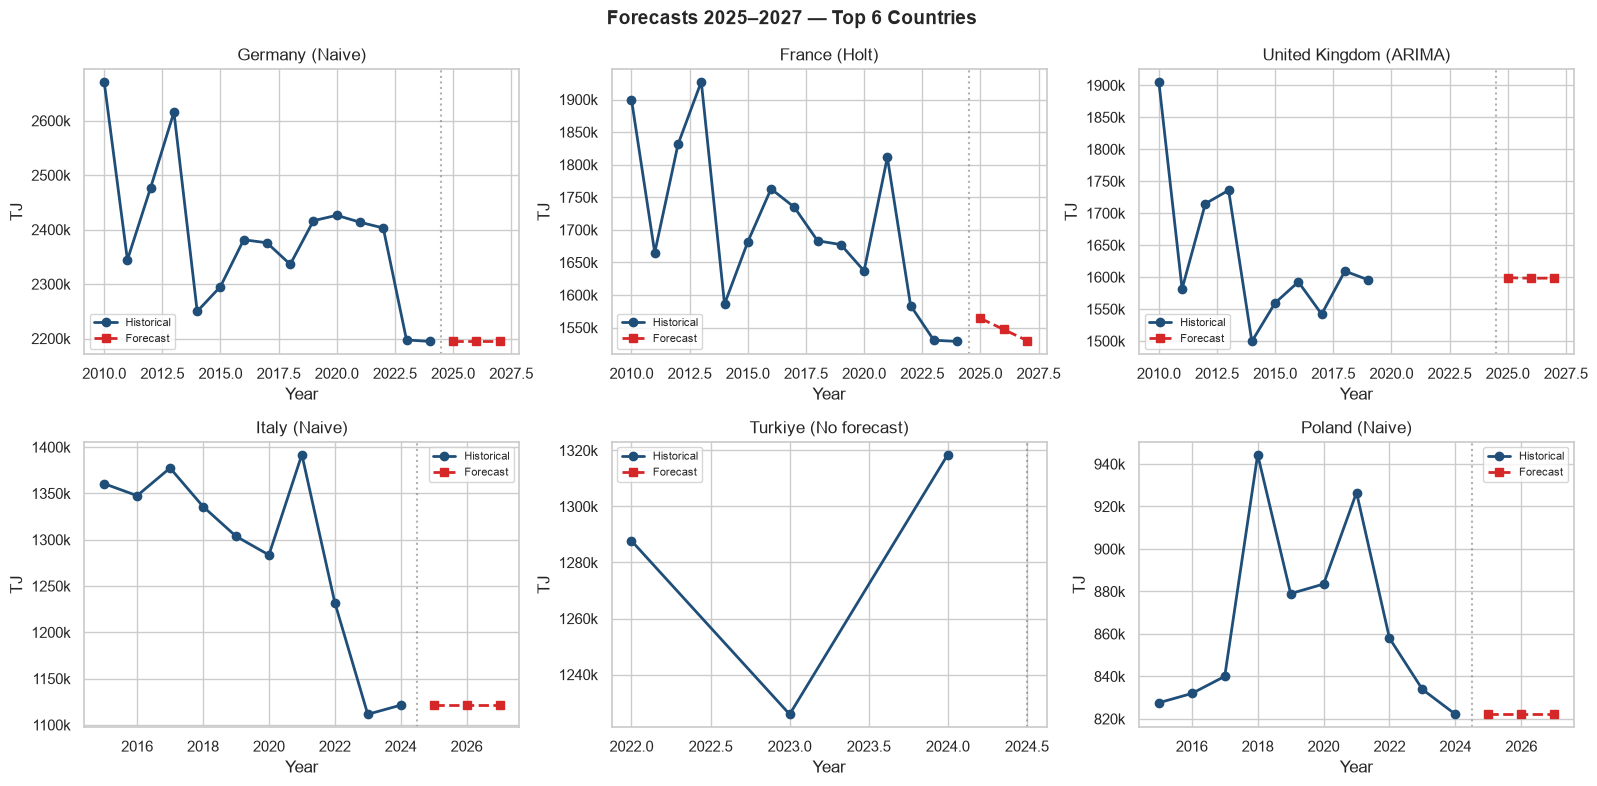 Forecasts 2025–2027 — Top 6 Countries
Germany (Naive)
2600k
2500k
2400k
2300k
2200k
TJ
Historical
Forecast
2010.0 2012.5 2015.0 2017.5 2020.0 2022.5 2025.0 2027.5
Year
France (Holt)
1900k
1850k
1800k
1750k
1700k
1650k
1600k
1550k
TJ
Historical
Forecast
2010.0 2012.5 2015.0 2017.5 2020.0 2022.5 2025.0 2027.5
Year
United Kingdom (ARIMA)
1900k
1850k
1800k
1750k
1700k
1650k
1600k
1550k
1500k
TJ
Historical
Forecast
2010.0 2012.5 2015.0 2017.5 2020.0 2022.5 2025.0 2027.5
Year
Italy (Naive)
1400k
1350k
1300k
1250k
1200k
1150k
1100k
TJ
Historical
Forecast
2016 2018 2020 2022 2024 2026
Year
Turkiye (No forecast)
1320k
1300k
1280k
1260k
1240k
TJ
Historical
Forecast
2022.0 2022.5 2023.0 2023.5 2024.0 2024.5
Year
Poland (Naive)
940k
920k
900k
880k
860k
840k
820k
TJ
Historical
Forecast
2016 2018 2020 2022 2024 2026
Year